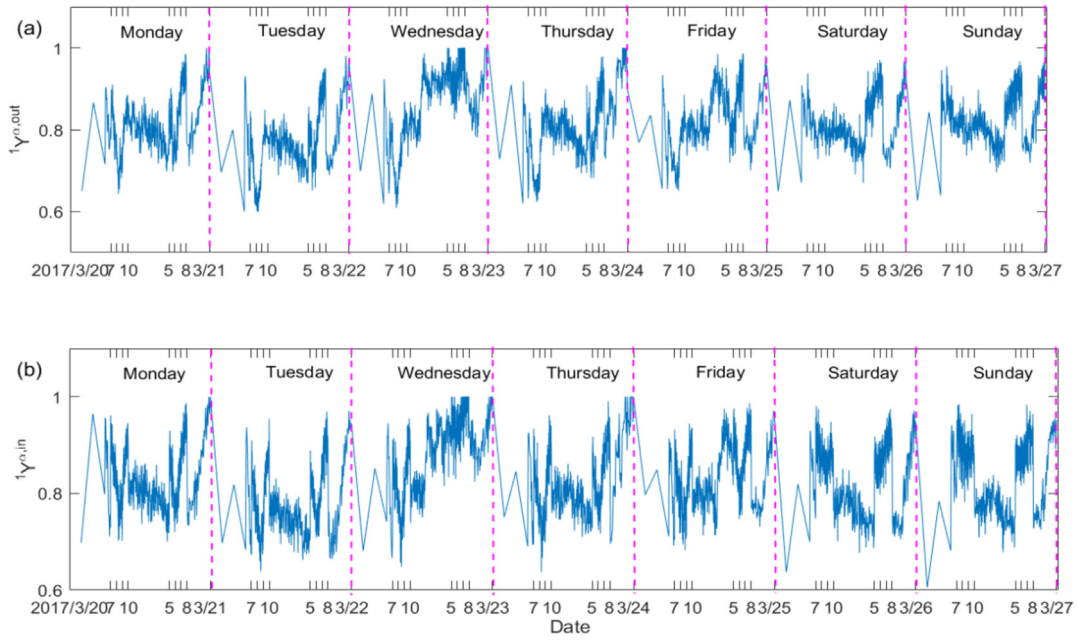 (a)
Monday Tuesday Wednesday Thursday Friday Saturday Sunday
1
0.8
0.6
¹Υ^α,out
2017/3/20 7 10 5 8 3/21 7 10 5 8 3/22 7 10 5 8 3/23 7 10 5 8 3/24 7 10 5 8 3/25 7 10 5 8 3/26 7 10 5 8 3/27
(b)
Monday Tuesday Wednesday Thursday Friday Saturday Sunday
1
0.8
0.6
¹Υ^α,in
2017/3/20 7 10 5 8 3/21 7 10 5 8 3/22 7 10 5 8 3/23 7 10 5 8 3/24 7 10 5 8 3/25 7 10 5 8 3/26 7 10 5 8 3/27
Date